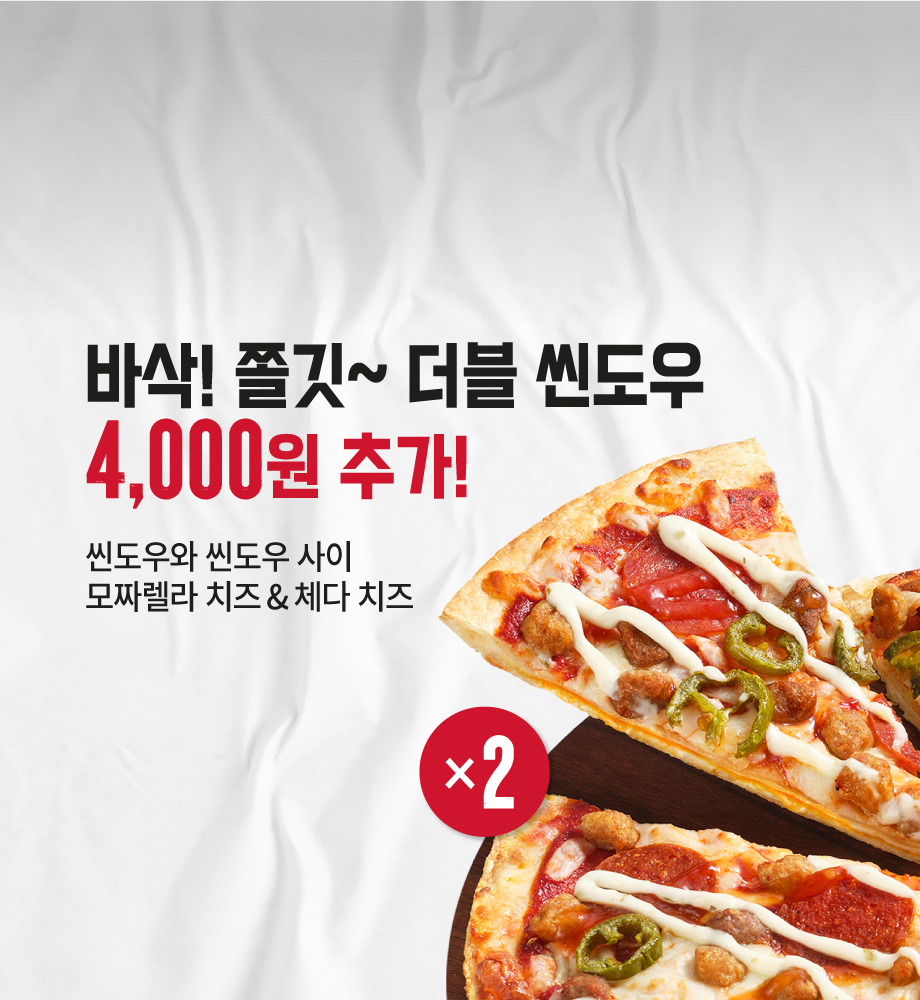 바삭! 쫄깃~ 더블 씬도우
4,000원 추가!
씬도우와 씬도우 사이
모짜렐라 치즈 & 체다 치즈
×2